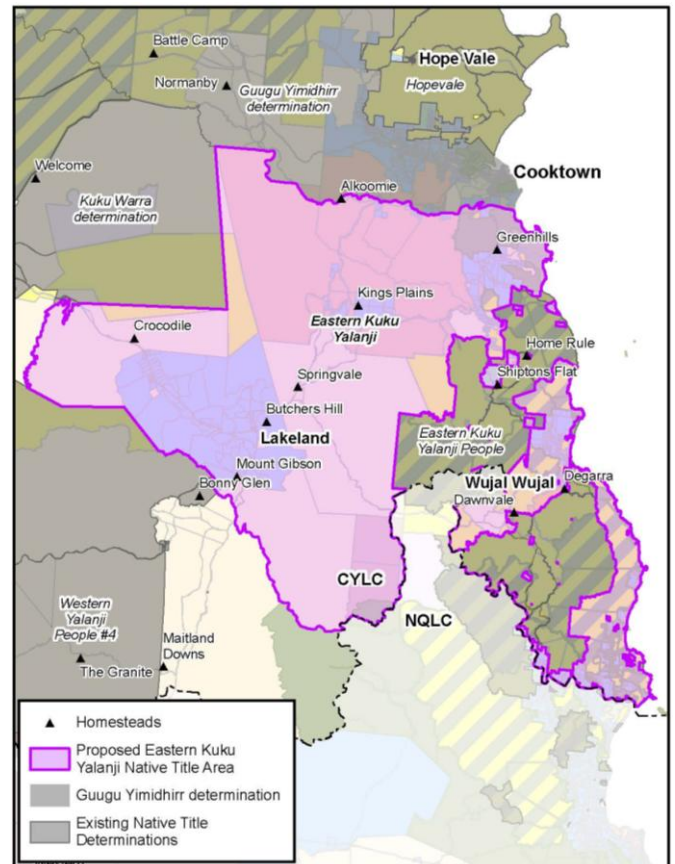 Battle Camp
Hope Vale
Normanby
Guugu Yimidhirr
determination
Hopevale
Welcome
Cooktown
Alkoomie
Kuku Warra
determination
Greenhills
Kings Plains
Eastern Kuku
Yalanji
Crocodile
Home Rule
Springvale
Shiptons Flat
Butchers Hill
Lakeland
Eastern Kuku
Yalanji People
Mount Gibson
Wujal Wujal
Degarra
Bonny Glen
Dawnvale
CYLC
NQLC
Western
Yalanji
People #4
Maitland
Downs
The Granite
Homesteads
Proposed Eastern Kuku
Yalanji Native Title Area
Guugu Yimidhirr determination
Existing Native Title
Determinations